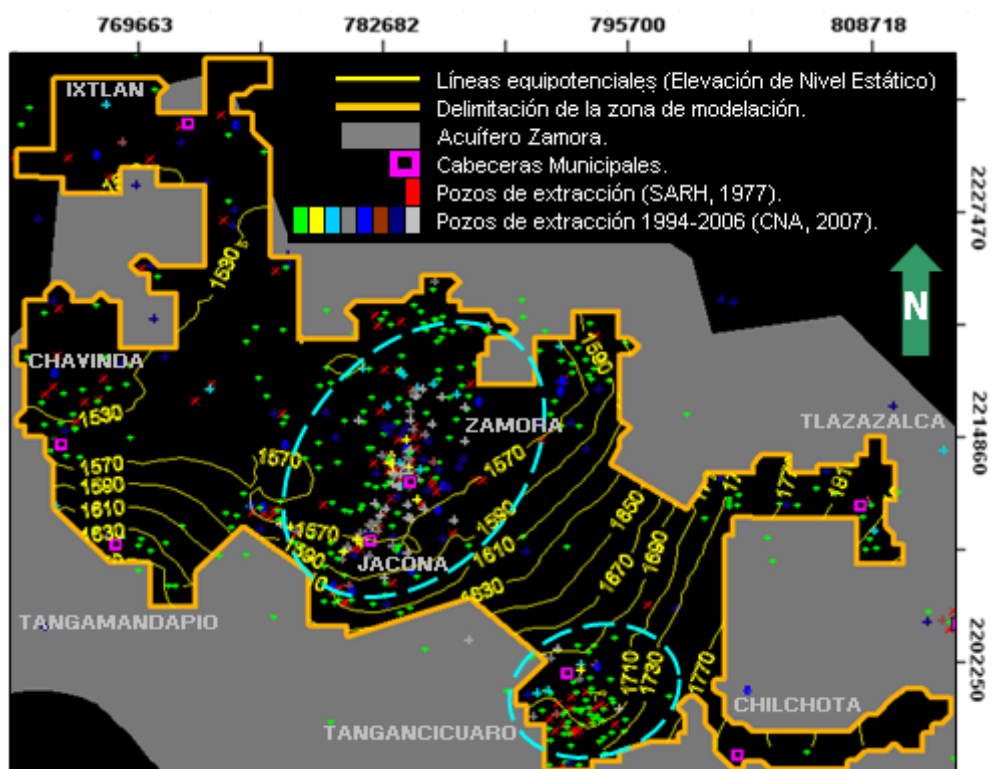 769663 782682 795700 808718
IXTLAN
Líneas equipotenciales (Elevación de Nivel Estático)
Delimitación de la zona de modelación.
Acuífero Zamora.
Cabeceras Municipales.
Pozos de extracción (SARH, 1977).
Pozos de extracción 1994-2006 (CNA, 2007).
2227470
N
1530
CHAVINDA
1590
1530
ZAMORA
TLAZAZALCA
2214860
1570
1570
1590
1610
1630
1570
1590
1590
1610
1630
1650
1670
1690
JACONA
TANGAMANDAPIO
2202250
1710
1730
1770
TANGANCICUARO
CHILCHOTA